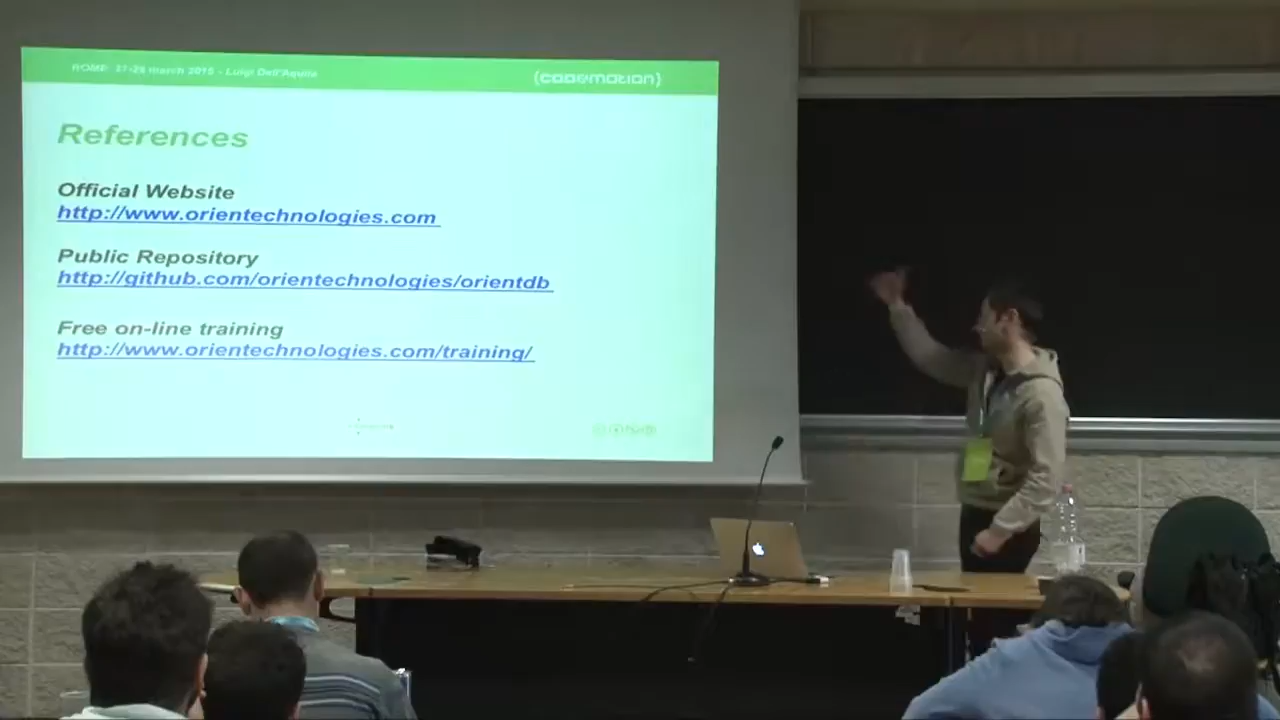 ROME 27-28 march 2015 - Luigi Dell'Aquila
{codemotion}
References
Official Website
http://www.orientechnologies.com
Public Repository
http://github.com/orientechnologies/orientdb
Free on-line training
http://www.orientechnologies.com/training/